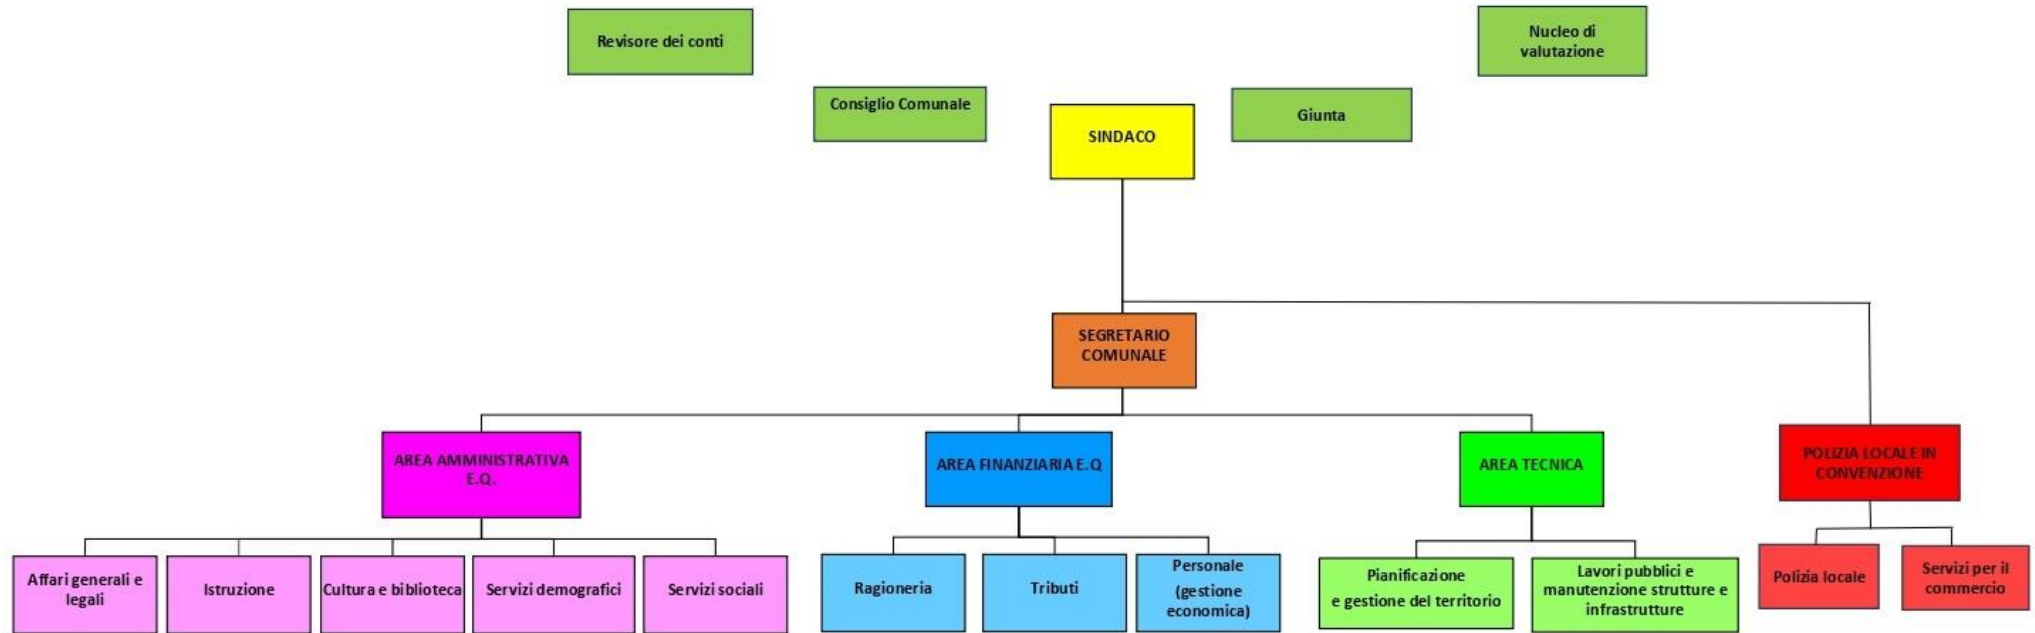 Revisore dei conti
Nucleo di
valutazione
Consiglio Comunale
SINDACO
Giunta
SEGRETARIO
COMUNALE
AREA AMMINISTRATIVA
E.Q.
AREA FINANZIARIA E.Q
AREA TECNICA
POLIZIA LOCALE IN
CONVENZIONE
Affari generali e
legali
Istruzione
Cultura e biblioteca
Servizi demografici
Servizi sociali
Ragioneria
Tributi
Personale
(gestione
economica)
Pianificazione
e gestione del territorio
Lavori pubblici e
manutenzione strutture e
infrastrutture
Polizia locale
Servizi per il
commercio